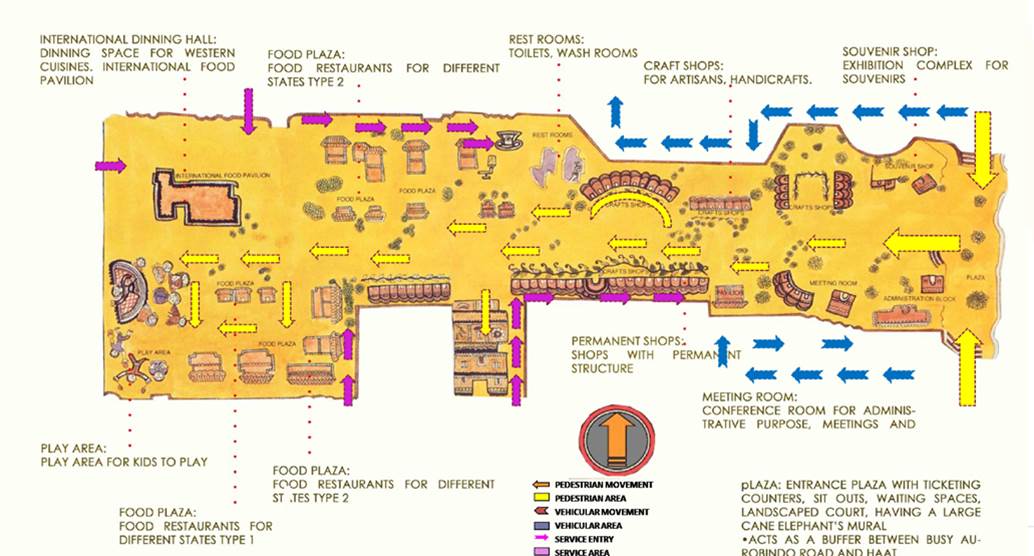 INTERNATIONAL DINNING HALL:
DINNING SPACE FOR WESTERN
CUISINES, INTERNATIONAL FOOD
PAVILION
FOOD PLAZA:
FOOD RESTAURANTS FOR DIFFERENT
STATES TYPE 2
REST ROOMS:
TOILETS, WASH ROOMS
CRAFT SHOPS:
FOR ARTISANS, HANDICRAFTS.
SOUVENIR SHOP:
EXHIBITION COMPLEX FOR
SOUVENIRS
REST ROOMS
SOUVENIR SHOP
INTERNATIONAL FOOD PAVILION
FOOD PLAZA
FOOD PLAZA
CRAFTS SHOPS
CRAFTS SHOPS
CRAFTS SHOPS
CRAFTS SHOPS
FOOD PLAZA
MEETING ROOM
PLAZA
ADMINISTRATION BLOCK
FOOD PLAZA
PLAY AREA
PERMANENT SHOPS:
SHOPS WITH PERMANENT
STRUCTURE
MEETING ROOM:
CONFERENCE ROOM FOR ADMINIS-
TRATIVE PURPOSE, MEETINGS AND
PLAY AREA:
PLAY AREA FOR KIDS TO PLAY
FOOD PLAZA:
FOOD RESTAURANTS FOR DIFFERENT
ST .TES TYPE 2
FOOD PLAZA:
FOOD RESTAURANTS FOR
DIFFERENT STATES TYPE 1
PEDESTRIAN MOVEMENT
PEDESTRIAN AREA
VEHICULAR MOVEMENT
VEHICULAR AREA
SERVICE ENTRY
SERVICE AREA
pLAZA: ENTRANCE PLAZA WITH TICKETING
COUNTERS, SIT OUTS, WAITING SPACES,
LANDSCAPED COURT, HAVING A LARGE
CANE ELEPHANT'S MURAL
•ACTS AS A BUFFER BETWEEN BUSY AU-
ROBINDO ROAD AND HAAT